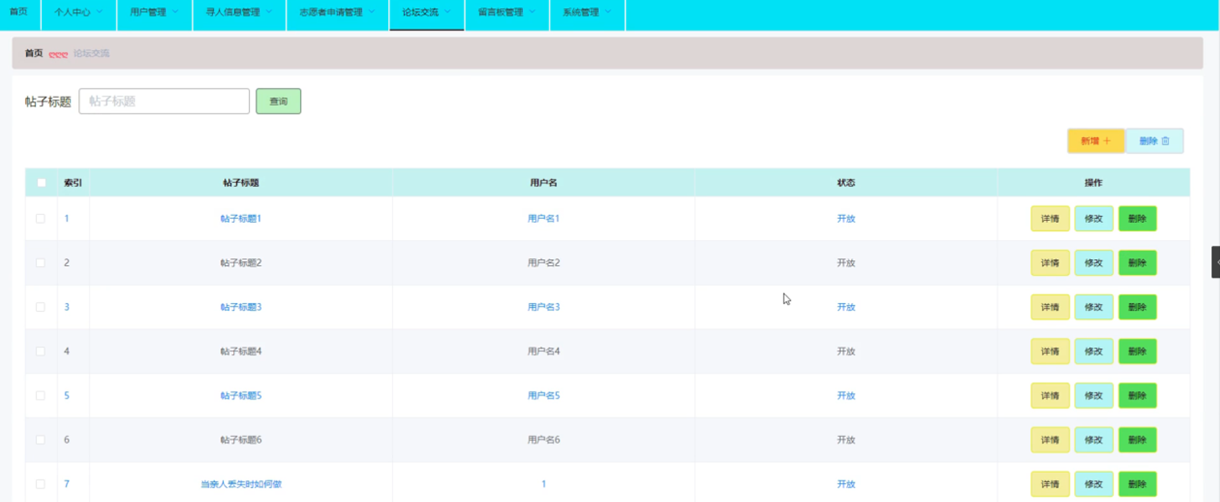 首页 个人中心 用户管理 寻人信息管理 志愿者申请管理 论坛交流 留言板管理 系统管理
首页 论坛交流
帖子标题 帖子标题 查询
新增 删除
索引 帖子标题 用户名 状态 操作
1 帖子标题1 用户名1 开放 详情 修改 删除
2 帖子标题2 用户名2 开放 详情 修改 删除
3 帖子标题3 用户名3 开放 详情 修改 删除
4 帖子标题4 用户名4 开放 详情 修改 删除
5 帖子标题5 用户名5 开放 详情 修改 删除
6 帖子标题6 用户名6 开放 详情 修改 删除
7 当亲人丢失时如何做 1 开放 详情 修改 删除